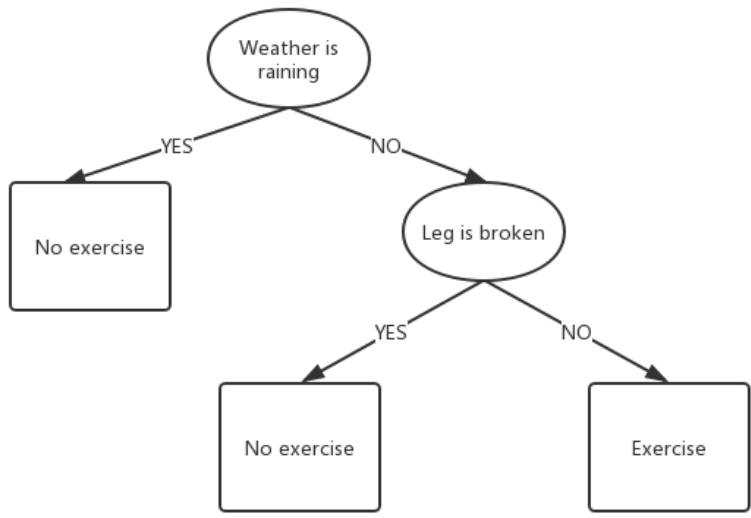 Weather is
raining
YES
NO
No exercise
Leg is broken
YES
NO
No exercise
Exercise